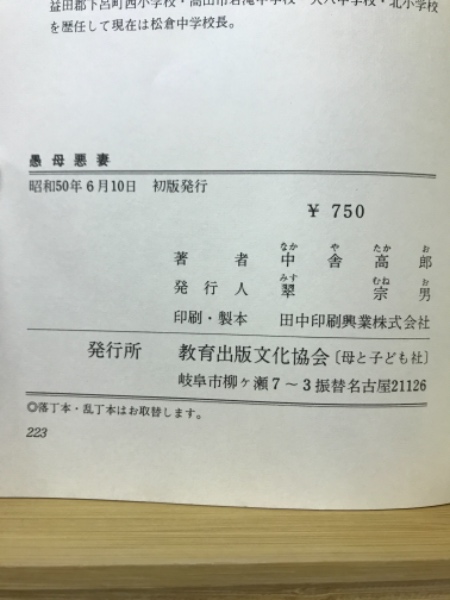 益田郡下呂町西小学校・高山市岩滝中学校・大八中学校・北小学校
を歴任して現在は松倉中学校長。
愚母悪妻
昭和50年6月10日 初版発行
¥ 750
なか や たか お
著者 中舎高郎
みす むね お
発行人 翠宗男
印刷・製本 田中印刷興業株式会社
発行所 教育出版文化協会〔母と子ども社〕
岐阜市柳ヶ瀬7〜3 振替名古屋21126
◎落丁本・乱丁本はお取替します。
223